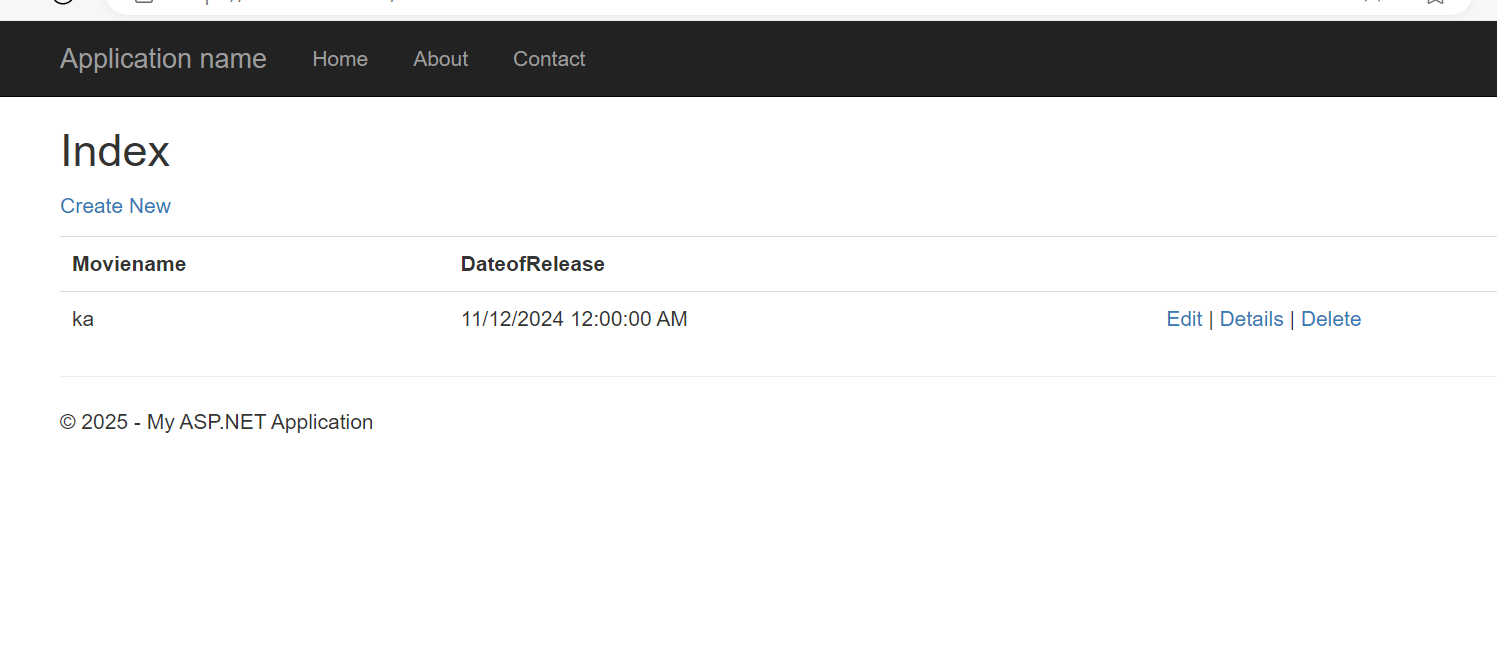 Application name Home About Contact
Index
Create New
Moviename DateofRelease
ka 11/12/2024 12:00:00 AM Edit | Details | Delete
© 2025 - My ASP.NET Application